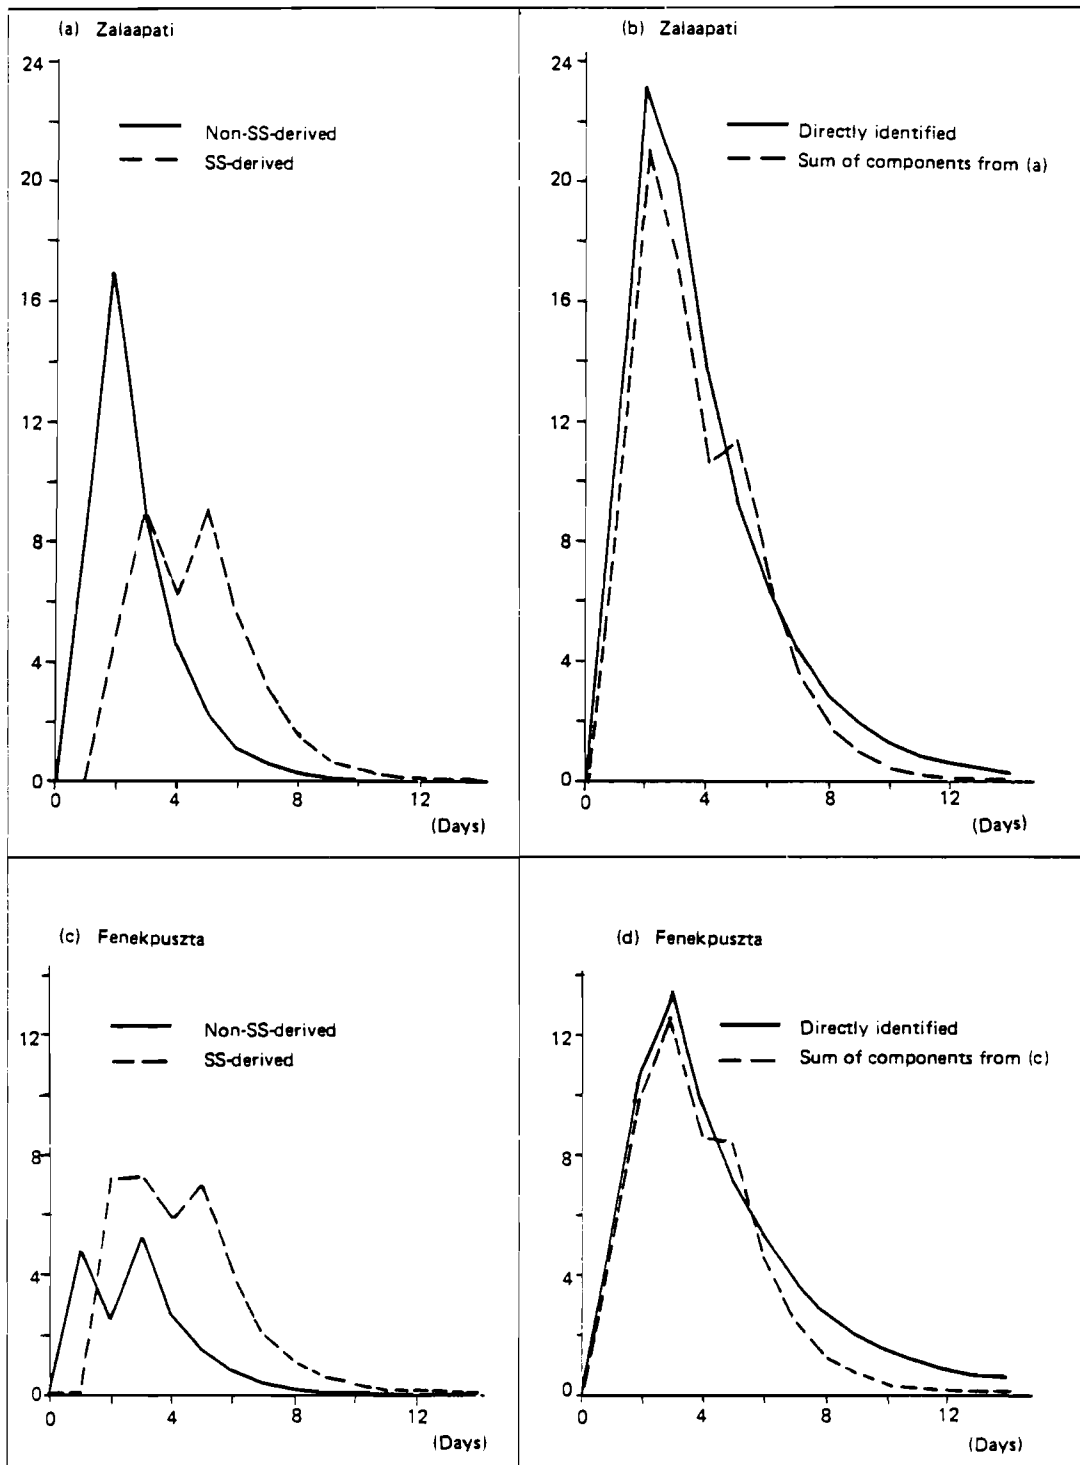 (a) Zalaapati
24
20
16
12
8
4
0
Non-SS-derived
SS-derived
0 4 8 12
(Days)
(b) Zalaapati
24
20
16
12
8
4
0
Directly identified
Sum of components from (a)
0 4 8 12
(Days)
(c) Fenekpuszta
12
8
4
0
Non-SS-derived
SS-derived
0 4 8 12
(Days)
(d) Fenekpuszta
12
8
4
0
Directly identified
Sum of components from (c)
0 4 8 12
(Days)